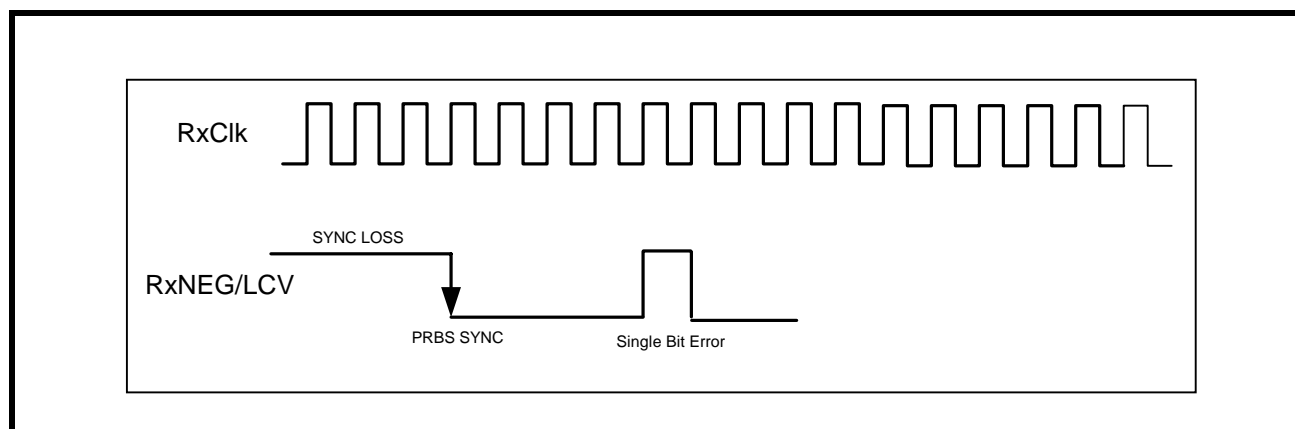 RxClk
SYNC LOSS
RxNEG/LCV
PRBS SYNC
Single Bit Error